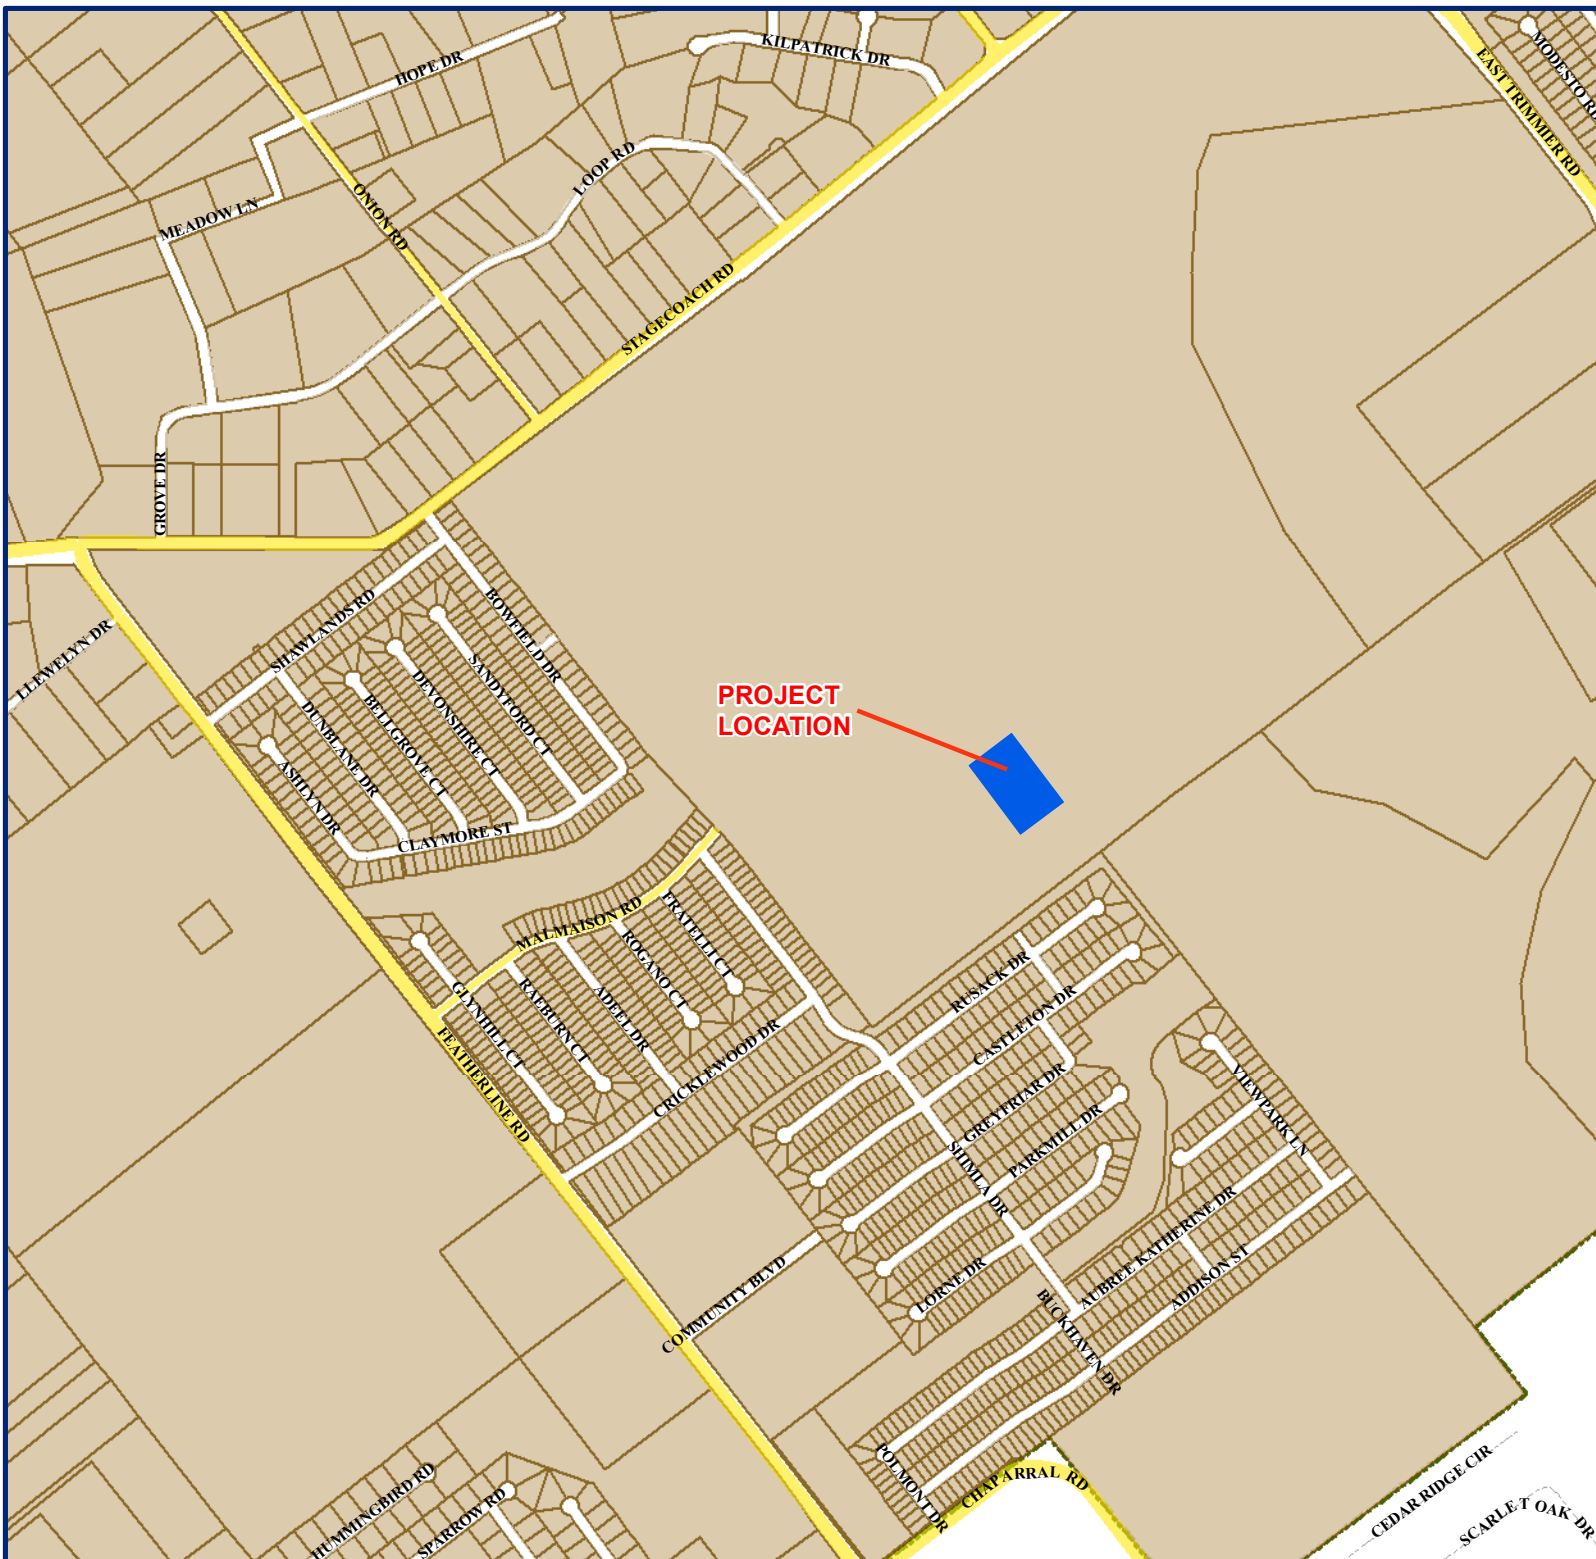 KILPATRICK DR
HOPE DR
MODESTO RD
EAST TRIMMIER RD
LOOP RD
ONION RD
MEADOW LN
STAGECOACH RD
GROVE DR
SHAWLANDS RD
BOWFIELD DR
LLEWELYN DR
SANDYFORD CT
DEVONSHIRE CT
BELLGROVE CT
DUNBLANE DR
ASHLYN DR
CLAYMORE ST
PROJECT
LOCATION
MALMAISON RD
FRATELLI CT
ROGANO CT
ADEEL DR
RAEBURN CT
GLYNHILL CT
FEATHERLINE RD
CRICKLEWOOD DR
RUSACK DR
CASTLETON DR
GREYFRIAR DR
PARKMILL DR
SHIMLA DR
VIEWPARK LN
LORNE DR
AUBREE KATHERINE DR
ADDISON ST
BUCKHAVEN DR
COMMUNITY BLVD
POLMONT DR
CHAPARRAL RD
CEDAR RIDGE CIR
SCARLET OAK DR
HUMMINGBIRD RD
SPARROW RD